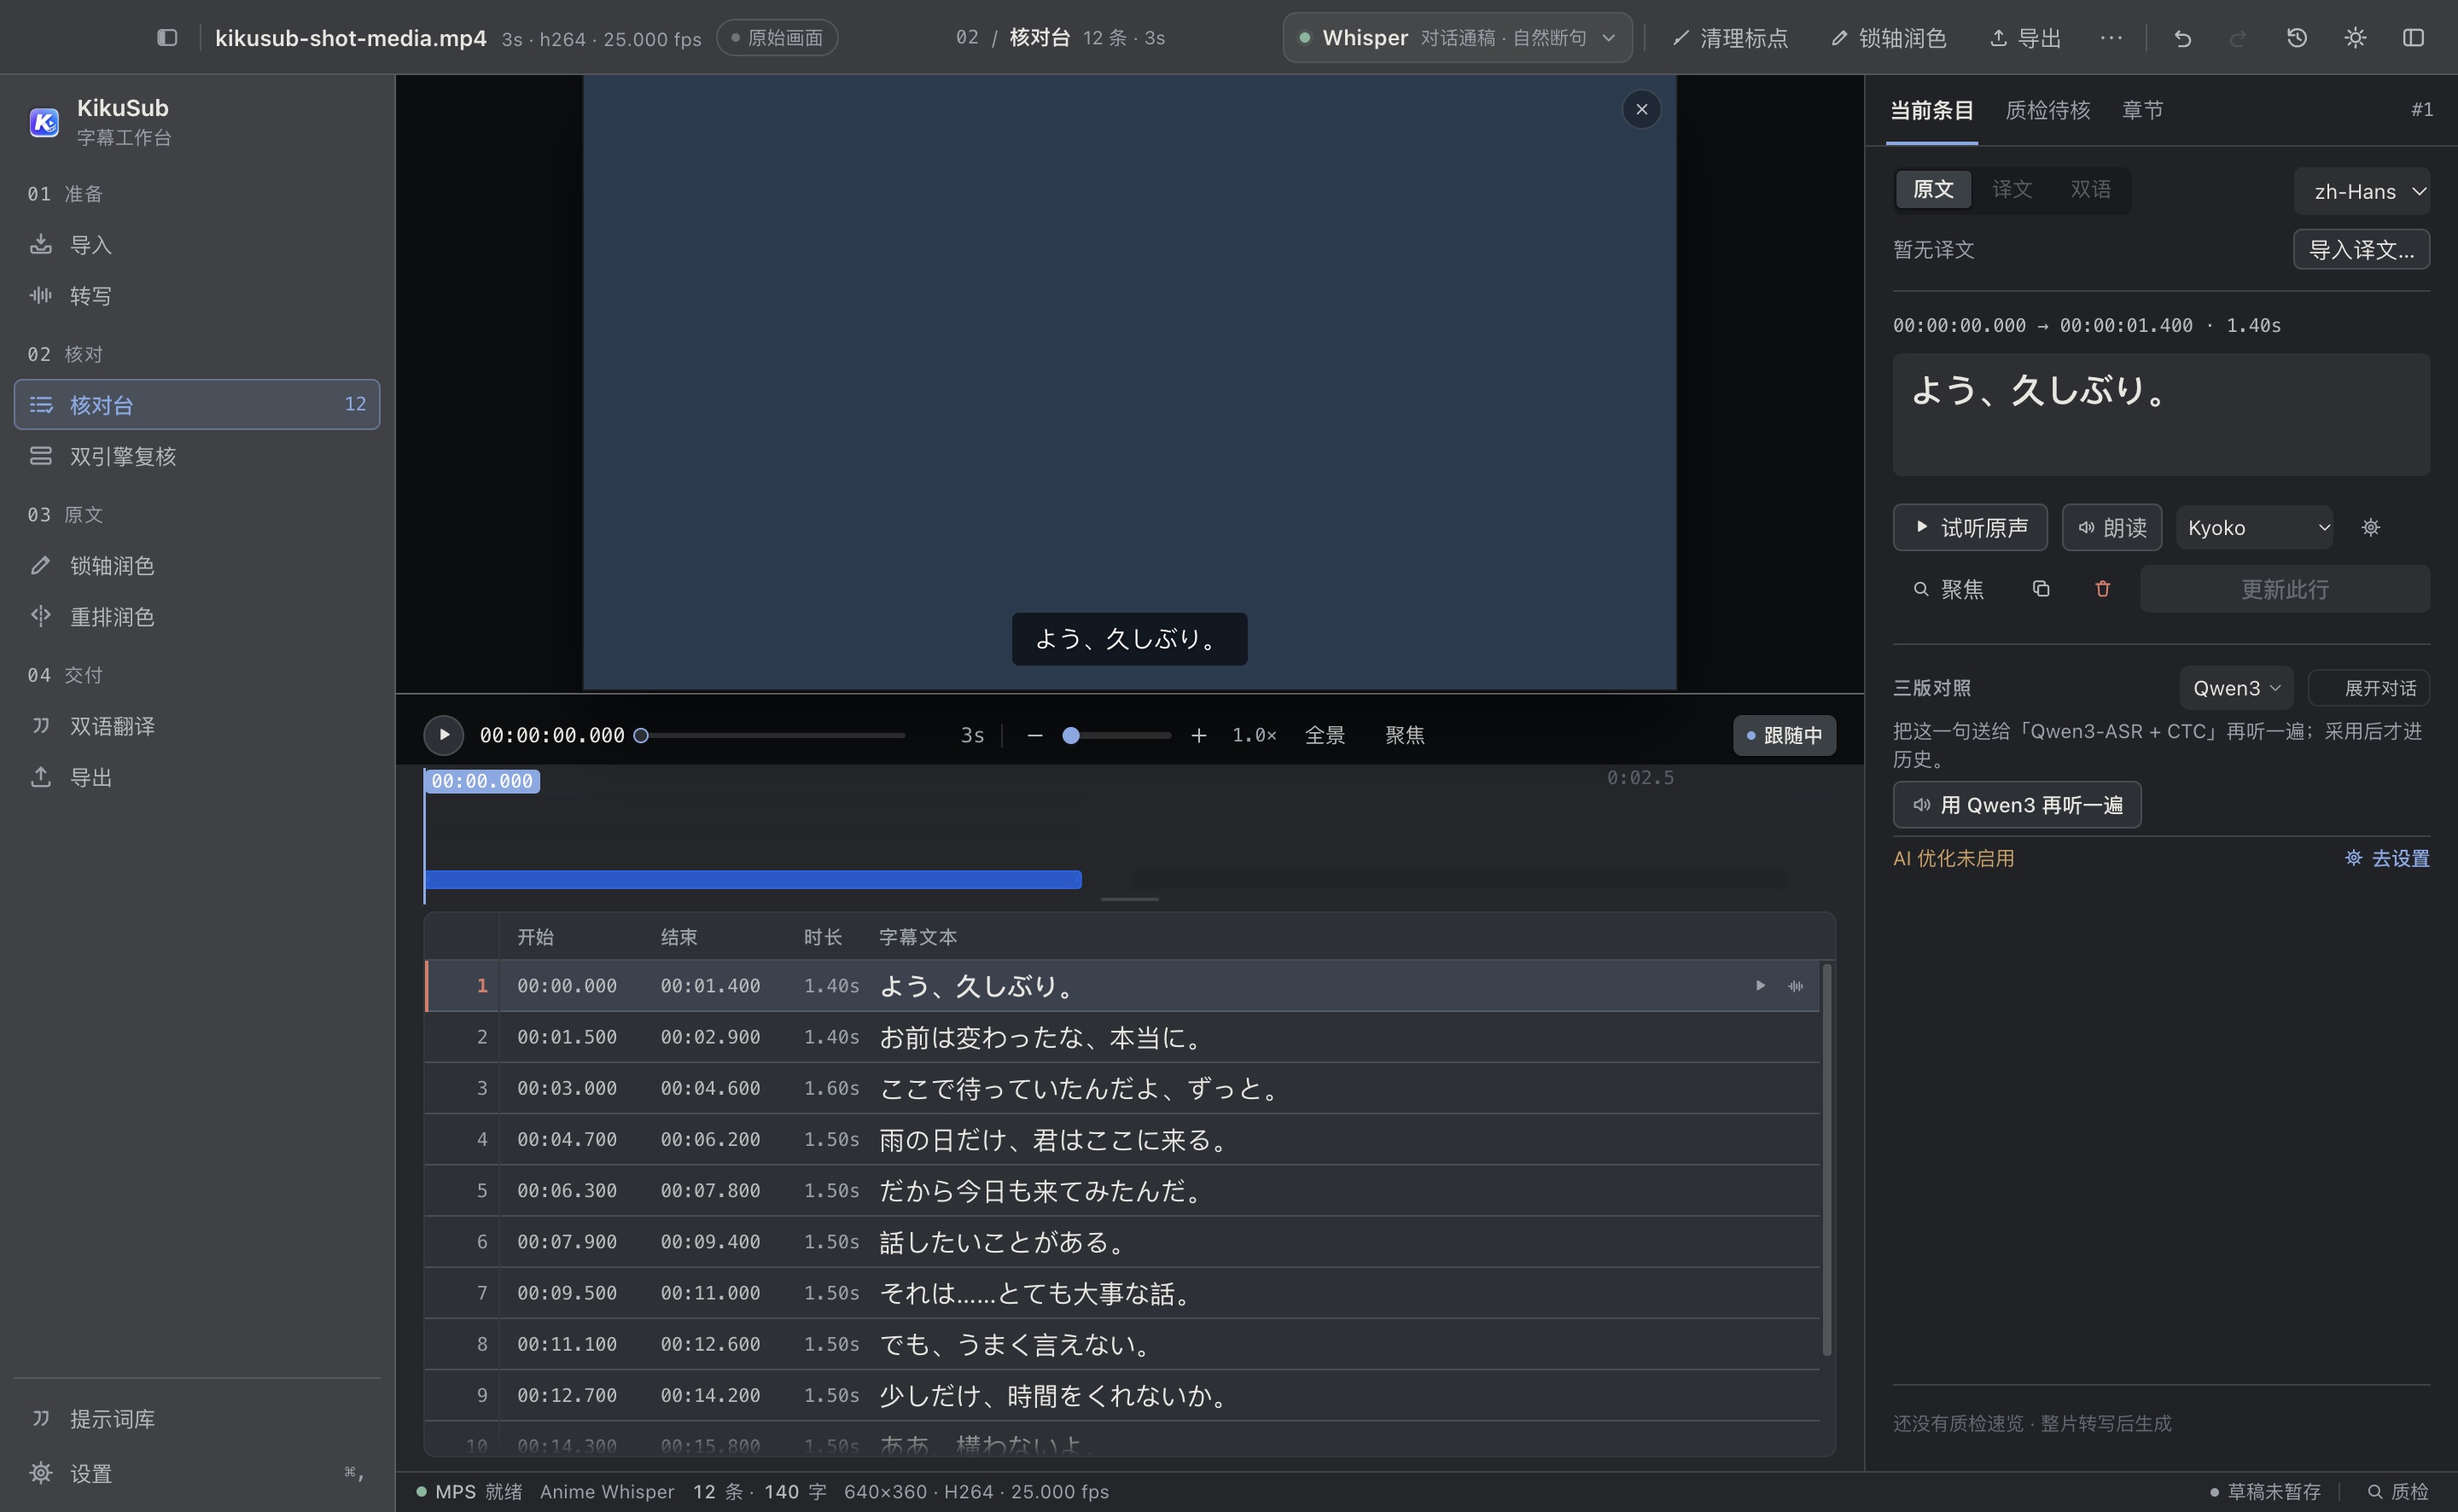 kikusub-shot-media.mp4 3s · h264 · 25.000 fps 原始画面 02 / 核对台 12 条 · 3s Whisper 对话通稿 · 自然断句 清理标点 锁轴润色 导出 ···
KikuSub
字幕工作台
01 准备
导入
转写
02 核对
核对台 12
双引擎复核
03 原文
锁轴润色
重排润色
04 交付
双语翻译
导出
提示词库
设置 ⌘,
よう、久しぶり。
00:00:00.000 3s 1.0× 全景 聚焦 跟随中
00:00.000 0:02.5
开始 结束 时长 字幕文本
1 00:00.000 00:01.400 1.40s よう、久しぶり。
2 00:01.500 00:02.900 1.40s お前は変わったな、本当に。
3 00:03.000 00:04.600 1.60s ここで待っていたんだよ、ずっと。
4 00:04.700 00:06.200 1.50s 雨の日だけ、君はここに来る。
5 00:06.300 00:07.800 1.50s だから今日も来てみたんだ。
6 00:07.900 00:09.400 1.50s 話したいことがある。
7 00:09.500 00:11.000 1.50s それは……とても大事な話。
8 00:11.100 00:12.600 1.50s でも、うまく言えない。
9 00:12.700 00:14.200 1.50s 少しだけ、時間をくれないか。
10 00:14.300 00:15.800 1.50s ああ、構わないよ。
MPS 就绪 Anime Whisper 12 条 · 140 字 640×360 · H264 · 25.000 fps
当前条目 质检待核 章节 #1
原文 译文 双语 zh-Hans
暂无译文 导入译文...
00:00:00.000 → 00:00:01.400 · 1.40s
よう、久しぶり。
试听原声 朗读 Kyoko
聚焦 更新此行
三版对照 Qwen3 展开对话
把这一句送给「Qwen3-ASR + CTC」再听一遍；采用后才进
历史。
用 Qwen3 再听一遍
AI 优化未启用 去设置
还没有质检速览 · 整片转写后生成
草稿未暂存 质检